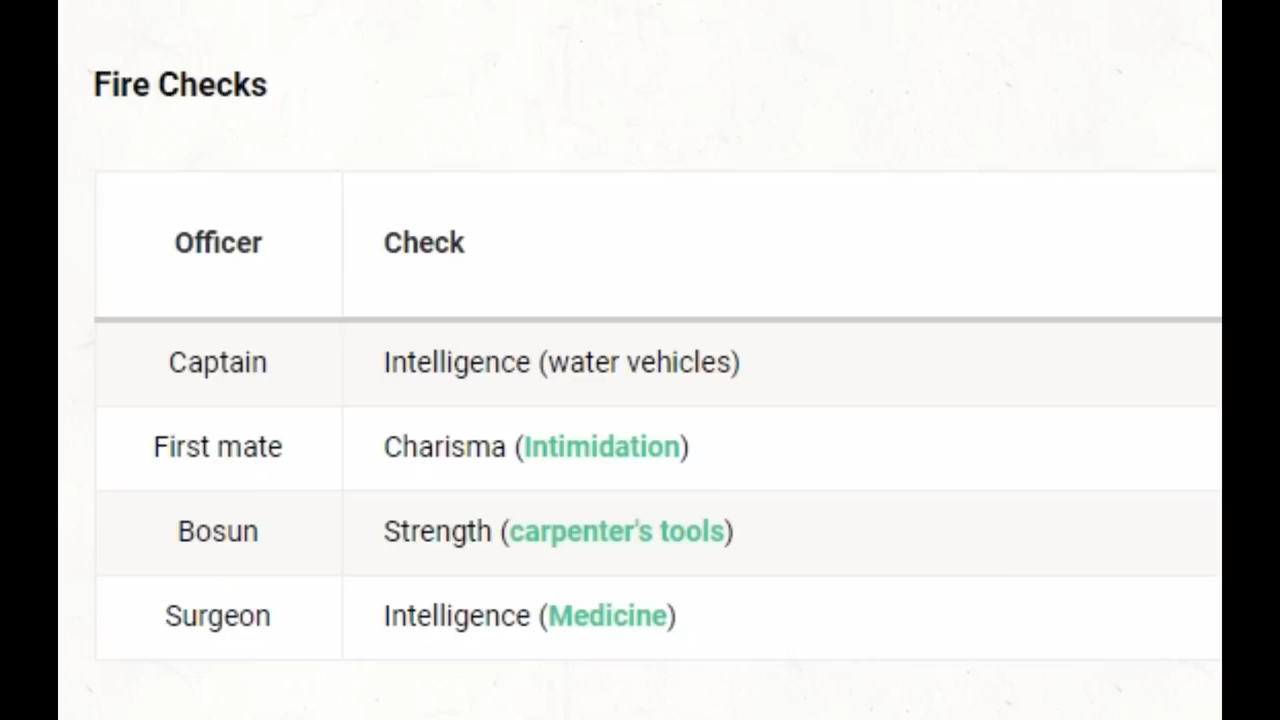 Fire Checks
Officer Check
Captain Intelligence (water vehicles)
First mate Charisma (Intimidation)
Bosun Strength (carpenter's tools)
Surgeon Intelligence (Medicine)